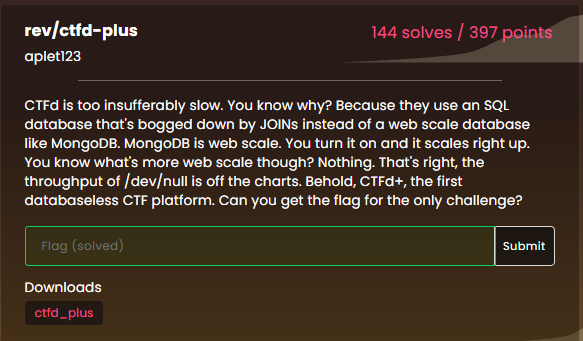 rev/ctfd-plus
144 solves / 397 points
aplet123
CTFd is too insufferably slow. You know why? Because they use an SQL
database that's bogged down by JOINs instead of a web scale database
like MongoDB. MongoDB is web scale. You turn it on and it scales right up.
You know what's more web scale though? Nothing. That's right, the
throughput of /dev/null is off the charts. Behold, CTFd+, the first
databaseless CTF platform. Can you get the flag for the only challenge?
Flag (solved)
Submit
Downloads
ctfd_plus